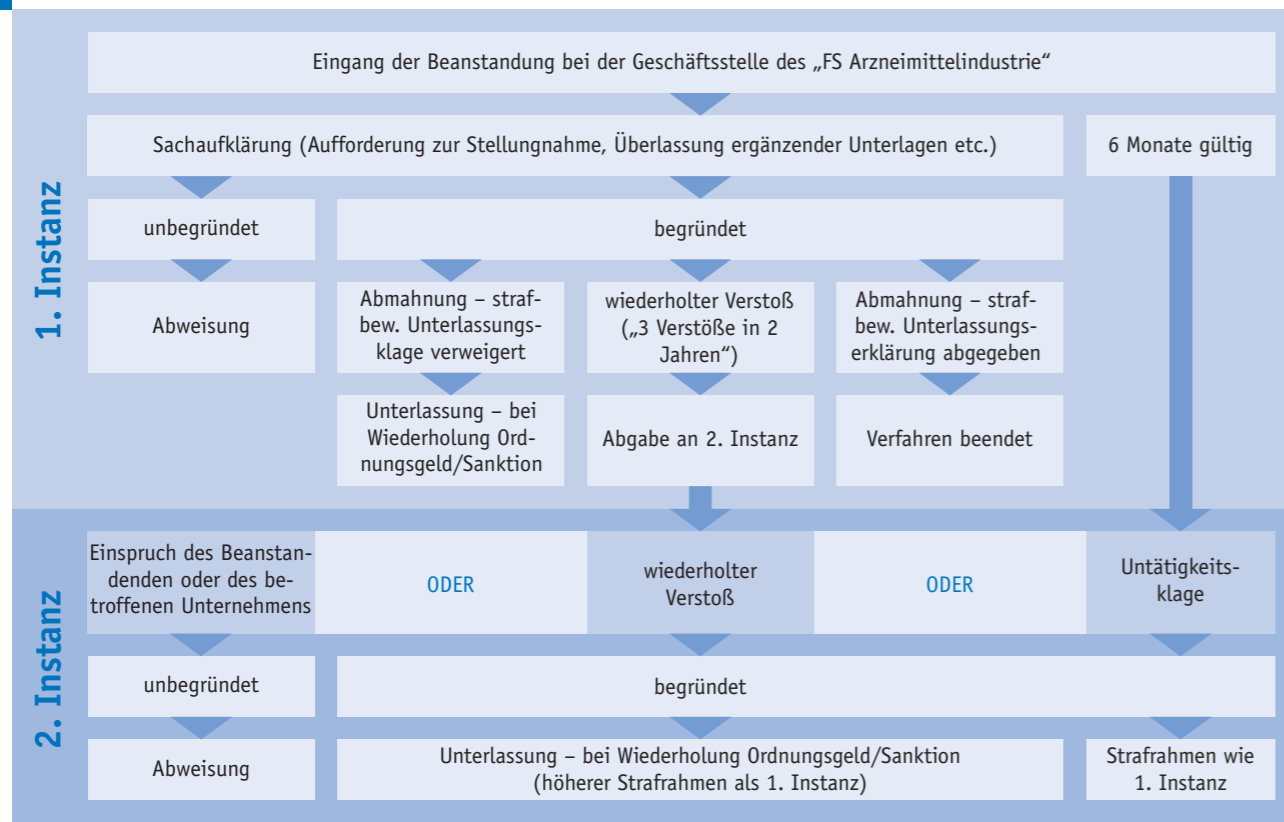 1. Instanz
Eingang der Beanstandung bei der Geschäftsstelle des „FS Arzneimittelindustrie“
Sachaufklärung (Aufforderung zur Stellungnahme, Überlassung ergänzender Unterlagen etc.)
6 Monate gültig
unbegründet
begründet
Abweisung
Abmahnung – straf-
bew. Unterlassungs-
klage verweigert
wiederholter Verstoß
(„3 Verstöße in 2
Jahren“)
Abmahnung – straf-
bew. Unterlassungs-
erklärung abgegeben
Unterlassung – bei
Wiederholung Ord-
nungsgeld/Sanktion
Abgabe an 2. Instanz
Verfahren beendet
2. Instanz
Einspruch des Beanstan-
denden oder des be-
troffenen Unternehmens
ODER
wiederholter
Verstoß
ODER
Untätigkeits-
klage
unbegründet
begründet
Abweisung
Unterlassung – bei Wiederholung Ordnungsgeld/Sanktion
(höherer Strafrahmen als 1. Instanz)
Strafrahmen wie
1. Instanz